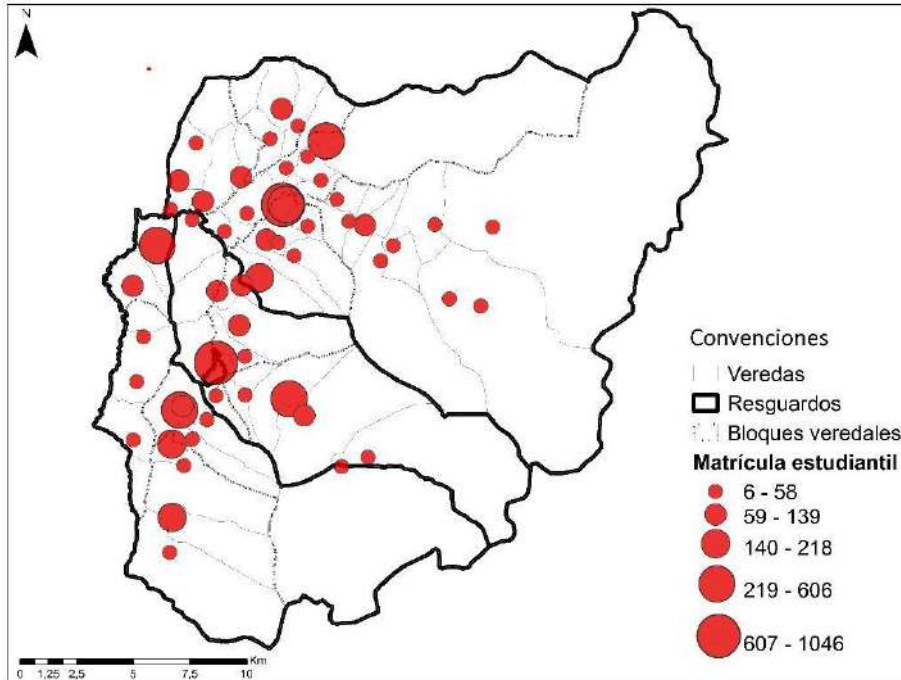 N
Convenciones
Veredas
Resguardos
Bloques veredales
Matrícula estudiantil
6 - 58
59 - 139
140 - 218
219 - 606
607 - 1046
Km
0 1,25 2,5 5 7,5 10